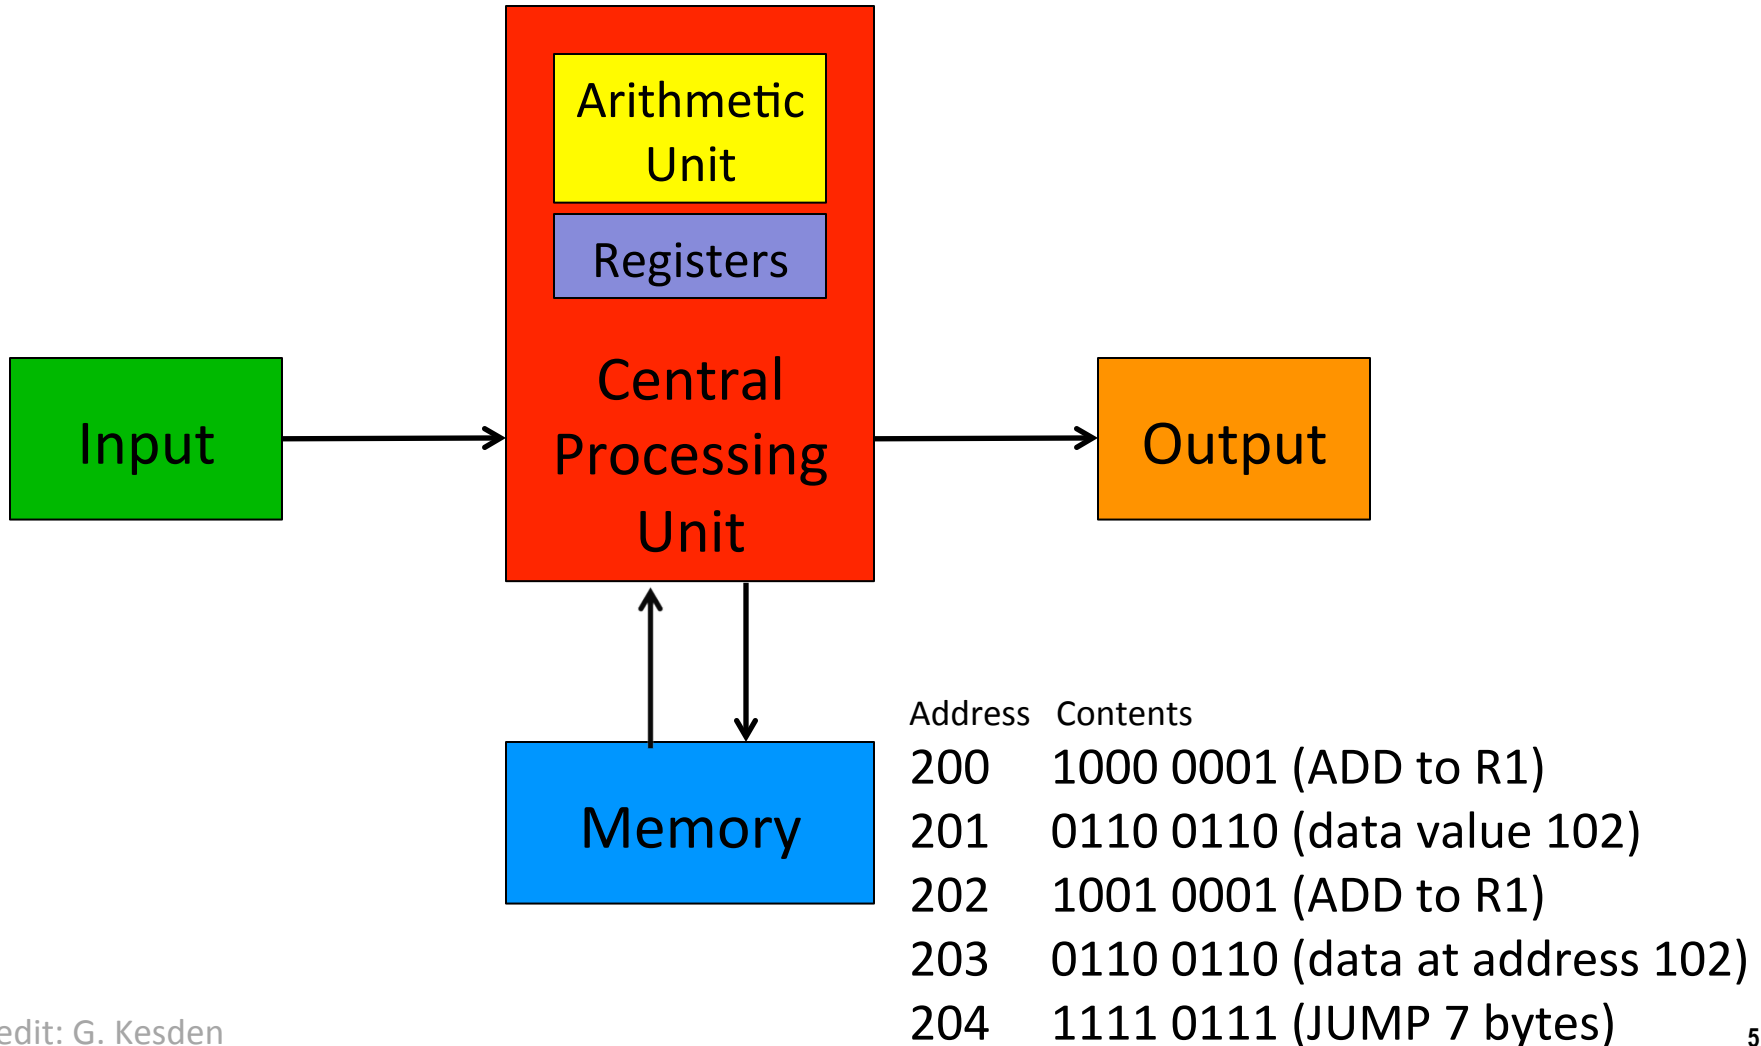 Arithmetic
Unit
Registers
Central
Processing
Unit
Input
Output
Memory
Address Contents
200 1000 0001 (ADD to R1)
201 0110 0110 (data value 102)
202 1001 0001 (ADD to R1)
203 0110 0110 (data at address 102)
204 1111 0111 (JUMP 7 bytes)
edit: G. Kesden
5